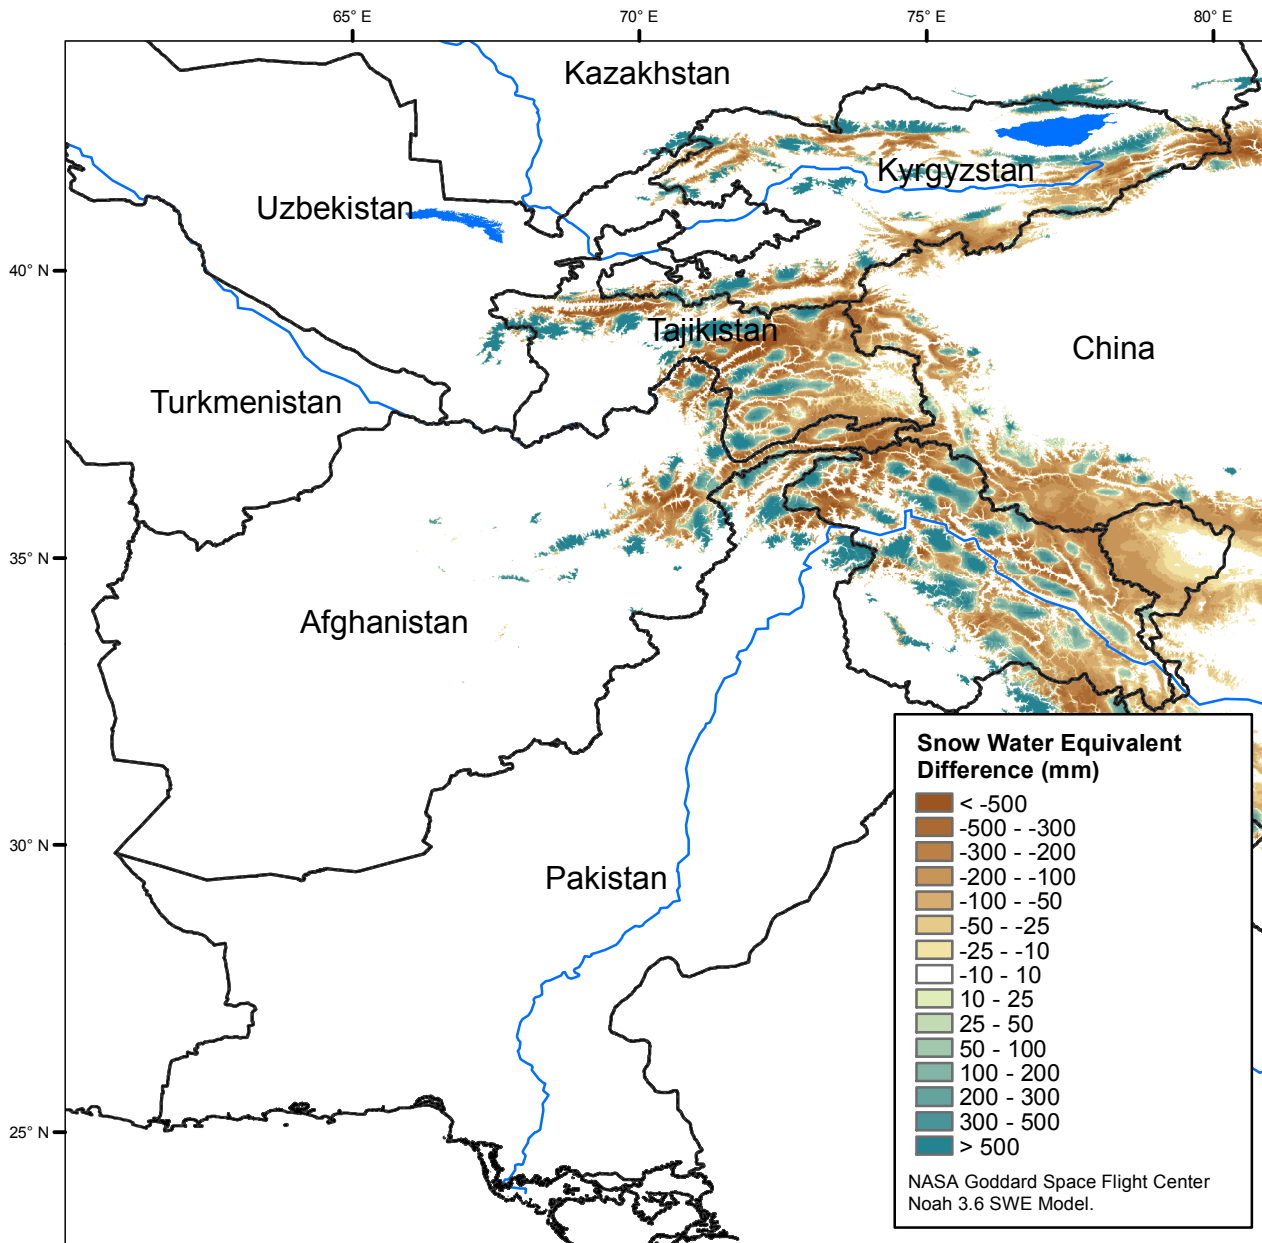 65° E
70° E
75° E
80° E
Kazakhstan
Kyrgyzstan
Uzbekistan
40° N
Tajikistan
China
Turkmenistan
35° N
Afghanistan
Snow Water Equivalent
Difference (mm)
< -500
-500 - -300
-300 - -200
-200 - -100
-100 - -50
-50 - -25
-25 - -10
-10 - 10
10 - 25
25 - 50
50 - 100
100 - 200
200 - 300
300 - 500
> 500
NASA Goddard Space Flight Center
Noah 3.6 SWE Model.
30° N
Pakistan
25° N